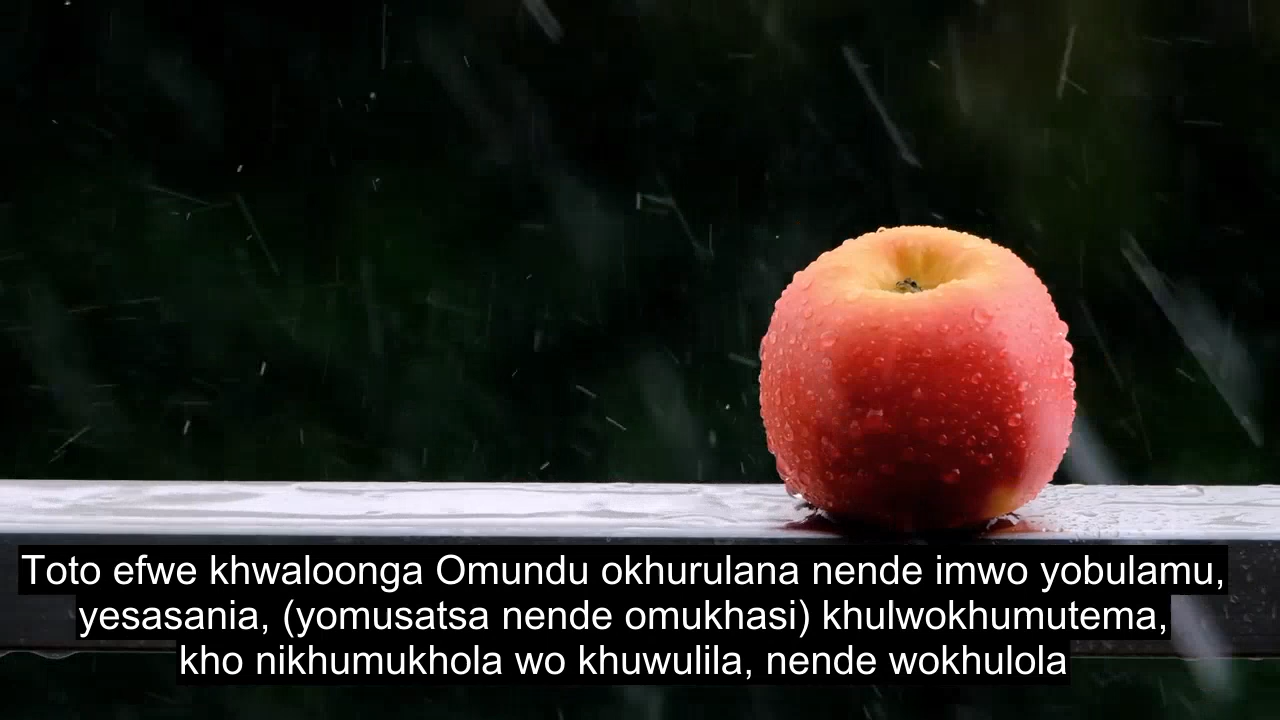 Toto efwe khwaloonga Omundu okhurulana nende imwo yobulamu,
yesasania, (yomusatsa nende omukhasi) khulwokhumutema,
kho nikhumukhola wo khuwulila, nende wokhulola